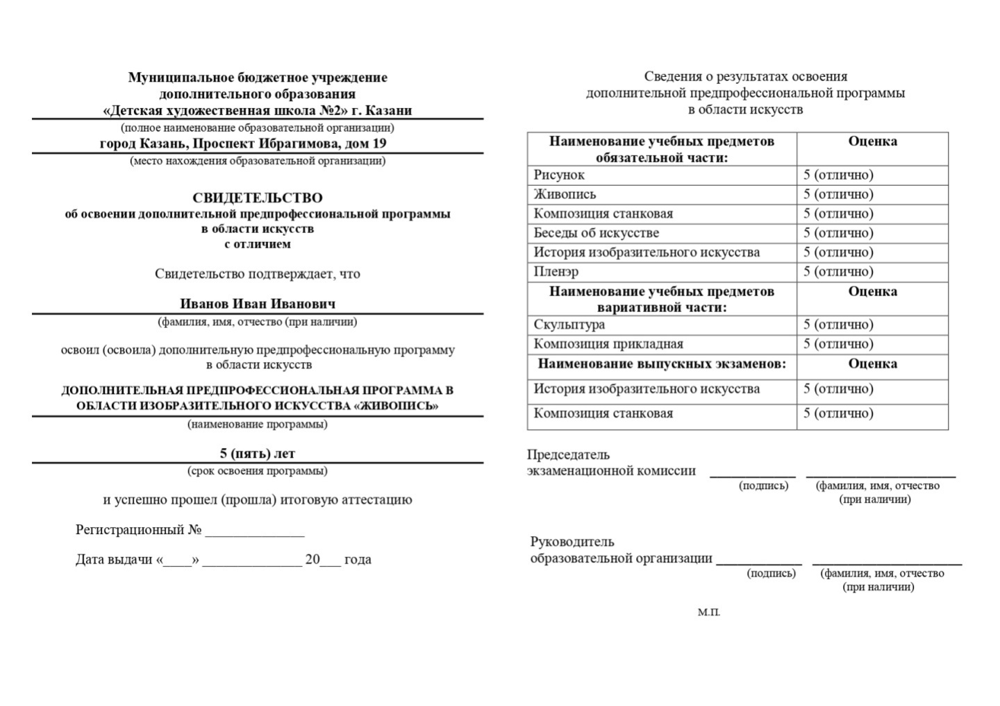 Муниципальное бюджетное учреждение
дополнительного образования
«Детская художественная школа №2» г. Казани
(полное наименование образовательной организации)
город Казань, Проспект Ибрагимова, дом 19
(место нахождения образовательной организации)
СВИДЕТЕЛЬСТВО
об освоении дополнительной предпрофессиональной программы
в области искусств
с отличием
Свидетельство подтверждает, что
Иванов Иван Иванович
(фамилия, имя, отчество (при наличии)
освоил (освоила) дополнительную предпрофессиональную программу
в области искусств
ДОПОЛНИТЕЛЬНАЯ ПРЕДПРОФЕССИОНАЛЬНАЯ ПРОГРАММА В
ОБЛАСТИ ИЗОБРАЗИТЕЛЬНОГО ИСКУССТВА «ЖИВОПИСЬ»
(наименование программы)
5 (пять) лет
(срок освоения программы)
и успешно прошел (прошла) итоговую аттестацию
Регистрационный № ______________
Дата выдачи «____» ______________ 20___ года
Сведения о результатах освоения
дополнительной предпрофессиональной программы
в области искусств
Наименование учебных предметов Оценка
обязательной части:
Рисунок 5 (отлично)
Живопись 5 (отлично)
Композиция станковая 5 (отлично)
Беседы об искусстве 5 (отлично)
История изобразительного искусства 5 (отлично)
Пленэр 5 (отлично)
Наименование учебных предметов Оценка
вариативной части:
Скульптура 5 (отлично)
Композиция прикладная 5 (отлично)
Наименование выпускных экзаменов: Оценка
История изобразительного искусства 5 (отлично)
Композиция станковая 5 (отлично)
Председатель
экзаменационной комиссии ____________ _____________________
(подпись) (фамилия, имя, отчество
(при наличии)
Руководитель
образовательной организации ____________ _____________________
(подпись) (фамилия, имя, отчество
(при наличии)
М.П.